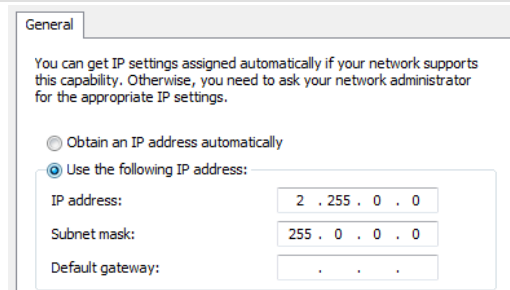 General
You can get IP settings assigned automatically if your network supports
this capability. Otherwise, you need to ask your network administrator
for the appropriate IP settings.
Obtain an IP address automatically
Use the following IP address:
IP address: 2 . 255 . 0 . 0
Subnet mask: 255 . 0 . 0 . 0
Default gateway: . . .